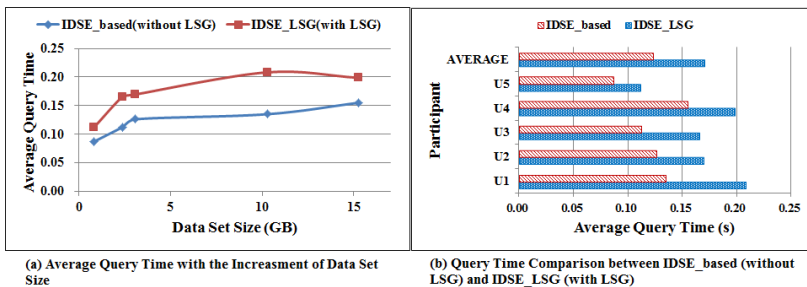 IDSE_based(without LSG) IDSE_LSG(with LSG)
Average Query Time
0.25
0.20
0.15
0.10
0.05
0.00
0 5 10 15 20
Data Set Size (GB)
(a) Average Query Time with the Increasment of Data Set
Size
IDSE_based IDSE_LSG
Participant
AVERAGE
U5
U4
U3
U2
U1
0.00 0.05 0.10 0.15 0.20 0.25
Average Query Time (s)
(b) Query Time Comparison between IDSE_based (without
LSG) and IDSE_LSG (with LSG)